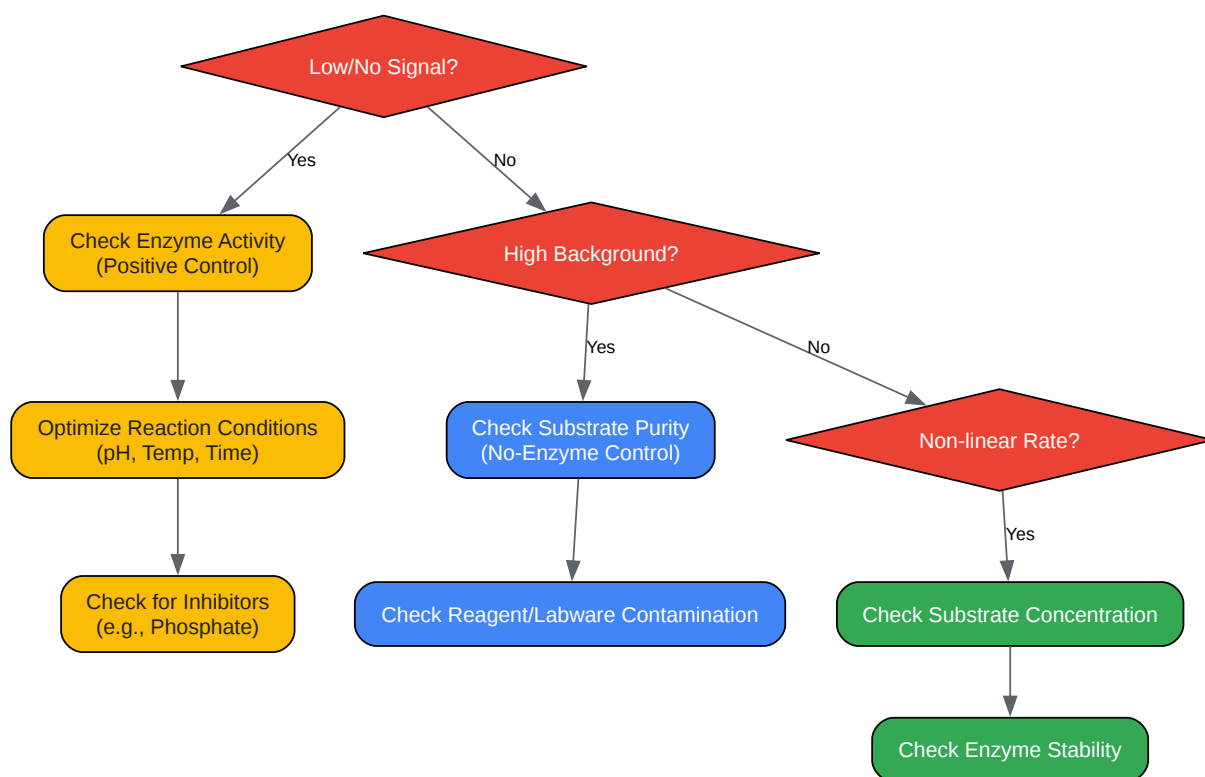 Low/No Signal?
Yes
No
Check Enzyme Activity
(Positive Control)
High Background?
Yes
No
Optimize Reaction Conditions
(pH, Temp, Time)
Check Substrate Purity
(No-Enzyme Control)
Non-linear Rate?
Yes
Check for Inhibitors
(e.g., Phosphate)
Check Reagent/Labware Contamination
Check Substrate Concentration
Check Enzyme Stability